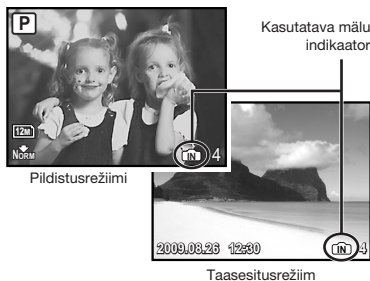 Kasutatava mälu
indikaator
P
12M
NORM
IN 4
Pildistusrežiimi
2009.08.26 12:30
IN 4
Taasesitusrežiim